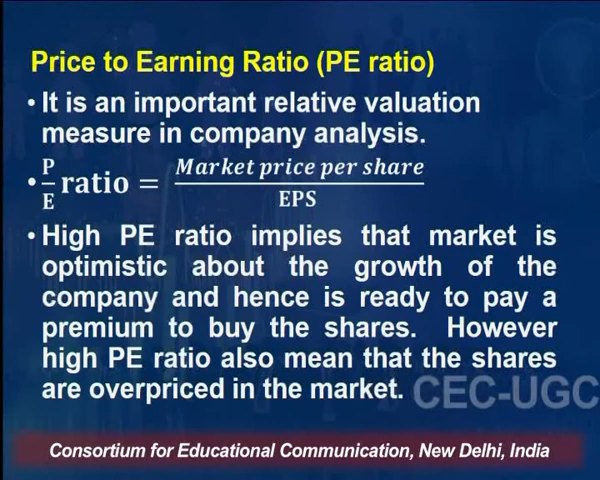 Price to Earning Ratio (PE ratio)
• It is an important relative valuation
measure in company analysis.
• P/E ratio = Market price per share / EPS
• High PE ratio implies that market is
optimistic about the growth of the
company and hence is ready to pay a
premium to buy the shares. However
high PE ratio also mean that the shares
are overpriced in the market.
CEC-UGC
Consortium for Educational Communication, New Delhi, India